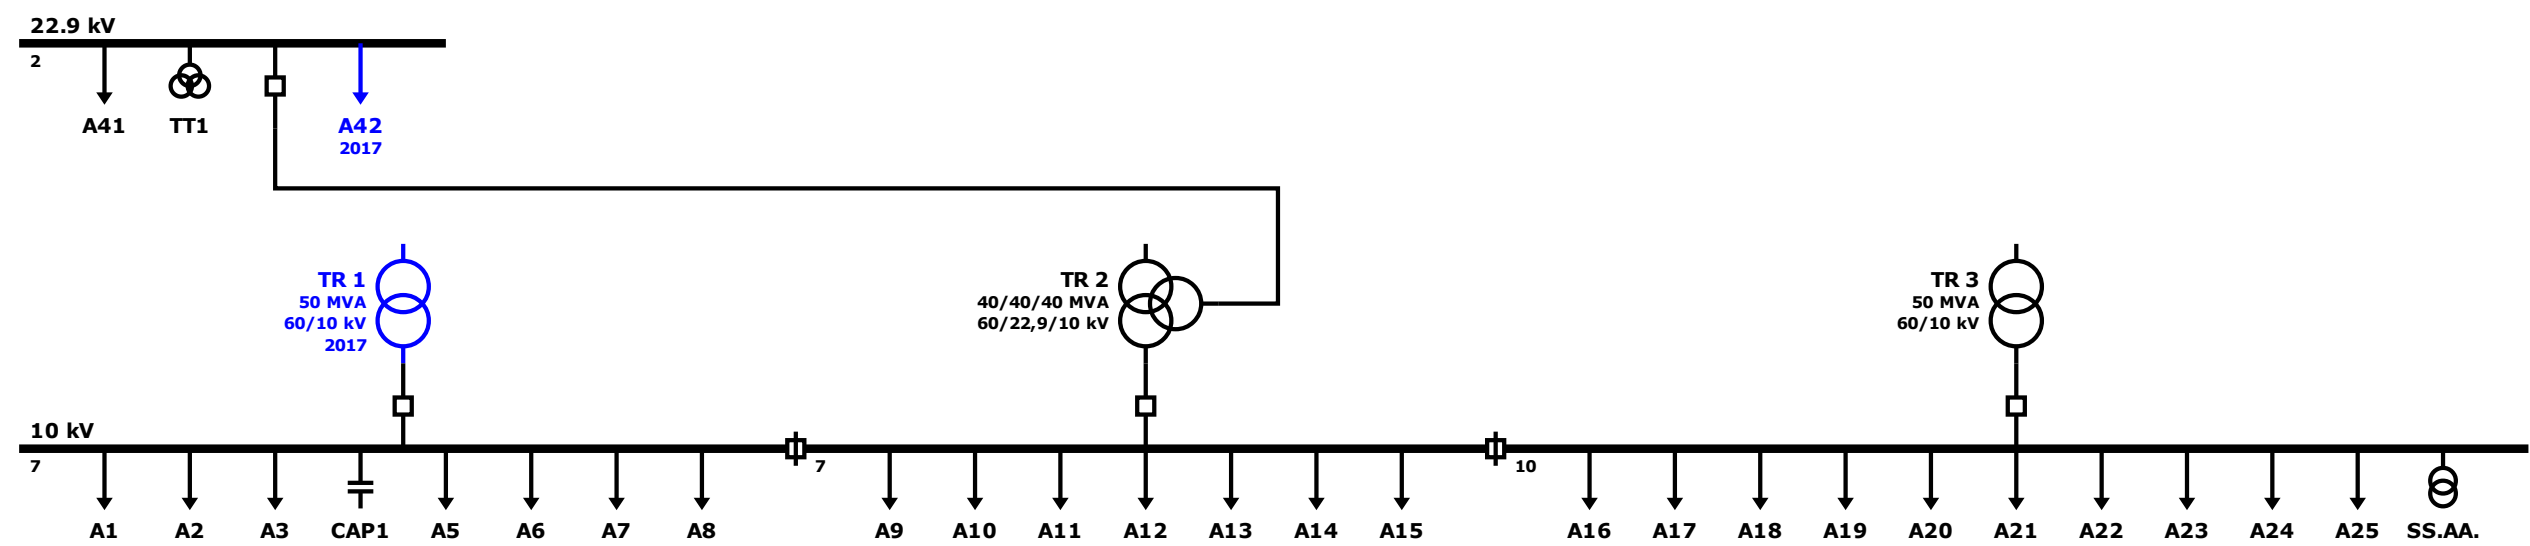 22.9 kV
2
A41
TT1
A42
2017
TR 1
50 MVA
60/10 kV
2017
TR 2
40/40/40 MVA
60/22,9/10 kV
TR 3
50 MVA
60/10 kV
10 kV
7
7
10
A1 A2 A3 CAP1 A5 A6 A7 A8 A9 A10 A11 A12 A13 A14 A15 A16 A17 A18 A19 A20 A21 A22 A23 A24 A25 SS.AA.